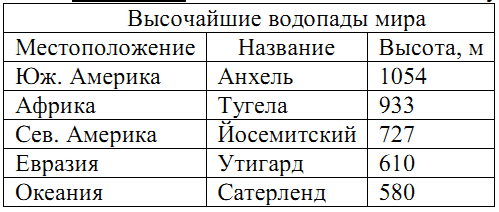 Высочайшие водопады мира
Местоположение Название Высота, м
Юж. Америка Анхель 1054
Африка Тугела 933
Сев. Америка Йосемитский 727
Евразия Утигард 610
Океания Сатерленд 580